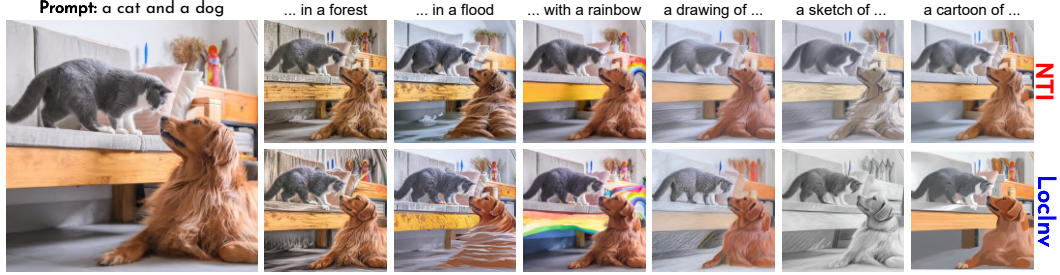 Prompt: a cat and a dog
... in a forest
... in a flood
... with a rainbow
a drawing of ...
a sketch of ...
a cartoon of ...
NTI
LocInv